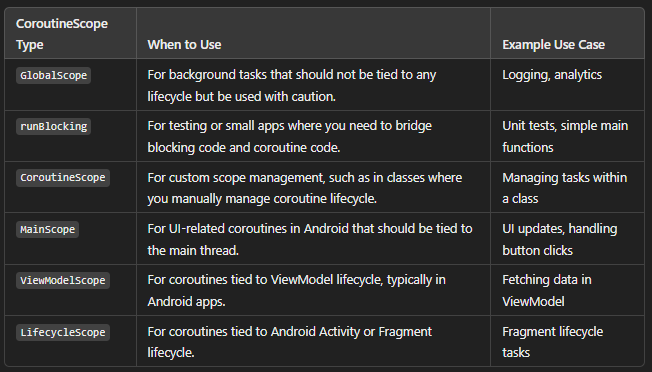 CoroutineScope
Type
When to Use
Example Use Case
GlobalScope
For background tasks that should not be tied to any
lifecycle but be used with caution.
Logging, analytics
runBlocking
For testing or small apps where you need to bridge
blocking code and coroutine code.
Unit tests, simple main
functions
CoroutineScope
For custom scope management, such as in classes where
you manually manage coroutine lifecycle.
Managing tasks within
a class
MainScope
For UI-related coroutines in Android that should be tied to
the main thread.
UI updates, handling
button clicks
ViewModelScope
For coroutines tied to ViewModel lifecycle, typically in
Android apps.
Fetching data in
ViewModel
LifecycleScope
For coroutines tied to Android Activity or Fragment
lifecycle.
Fragment lifecycle
tasks